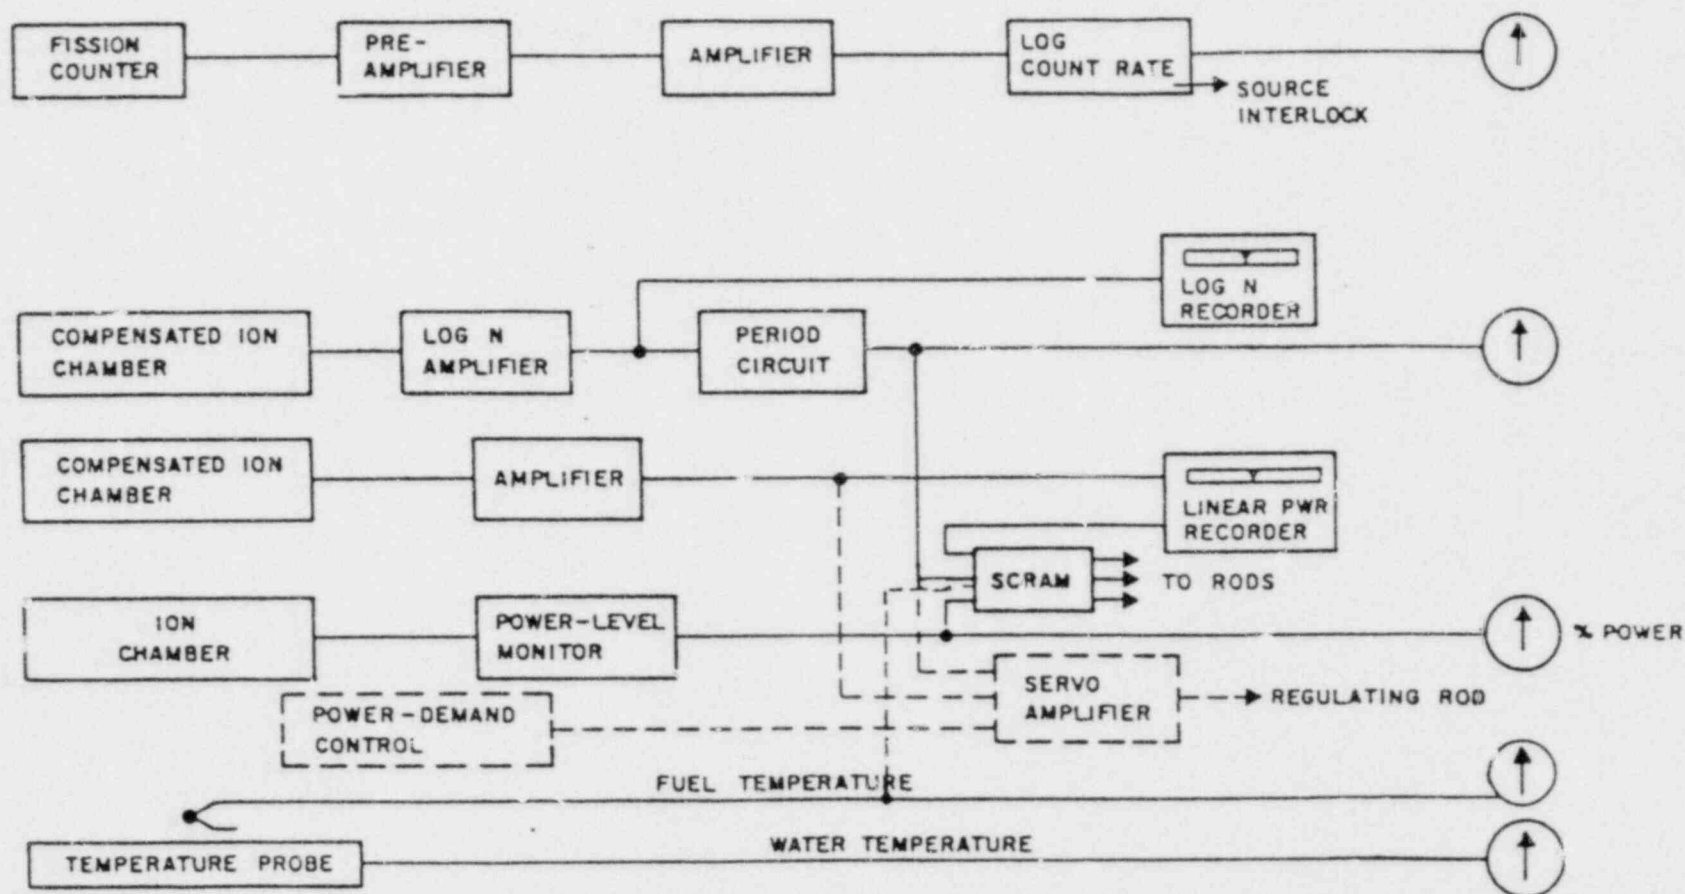 FISSION
COUNTER
PRE-
AMPLIFIER
AMPLIFIER
LOG
COUNT RATE
SOURCE
INTERLOCK
LOG N
RECORDER
COMPENSATED ION
CHAMBER
LOG N
AMPLIFIER
PERIOD
CIRCUIT
COMPENSATED ION
CHAMBER
AMPLIFIER
LINEAR PWR
RECORDER
SCRAM
TO RODS
ION
CHAMBER
POWER-LEVEL
MONITOR
% POWER
POWER-DEMAND
CONTROL
SERVO
AMPLIFIER
REGULATING ROD
FUEL TEMPERATURE
WATER TEMPERATURE
TEMPERATURE PROBE